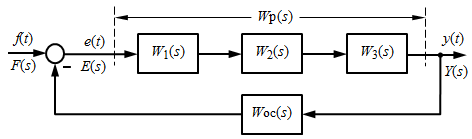 Wp(s)
f(t) e(t) W1(s) W2(s) W3(s) y(t)
F(s) – E(s) Y(s)
Woc(s)